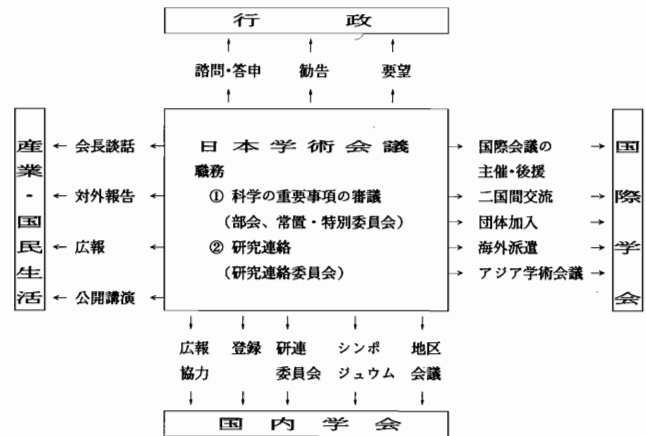 行政
諮問・答申 勧告 要望
産業・国民生活
会長談話
対外報告
広報
公開講演
日本学術会議
職務
① 科学の重要事項の審議
(部会、常置・特別委員会)
② 研究連絡
(研究連絡委員会)
国際会議の
主催・後援
二国間交流
団体加入
海外派遣
アジア学術会議
国際学会
広報
協力
登録
研連
委員会
シンポ
ジュウム
地区
会議
国内学会